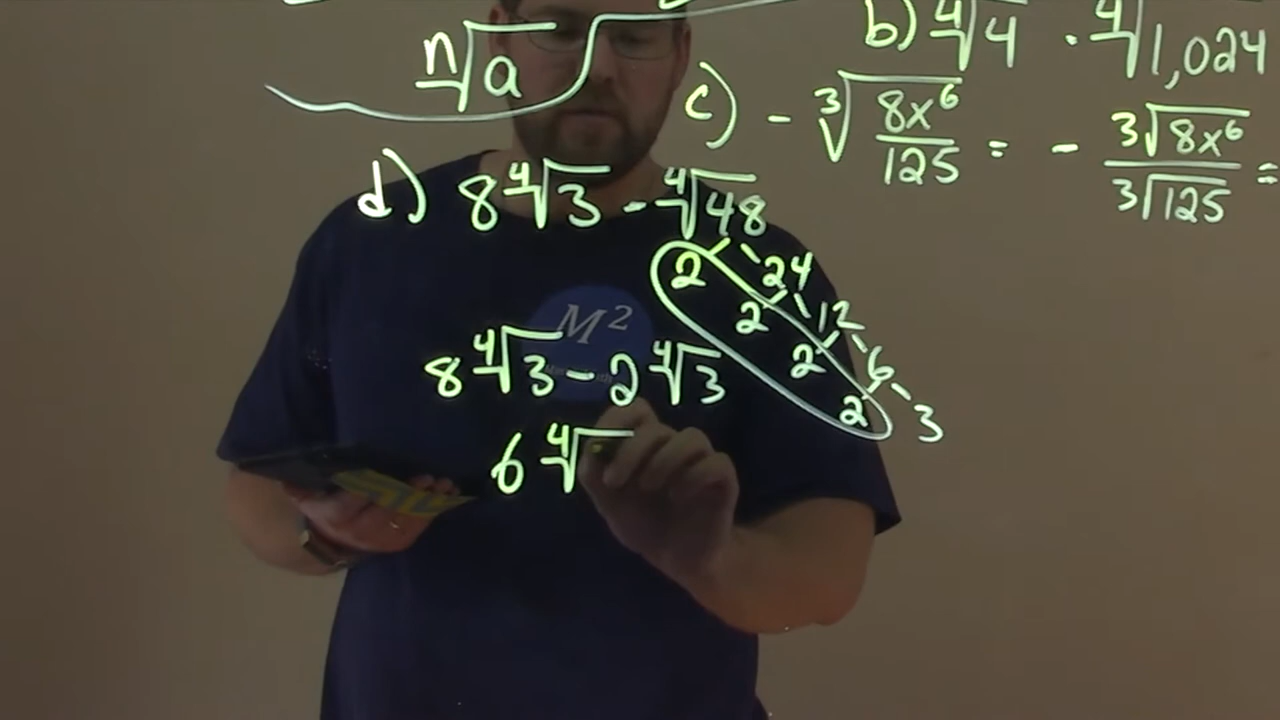 ⁿ√a
b) ⁴√4 · ⁴√1,024
c) - ³√(8x⁶/125) = - ³√8x⁶/³√125 =
d) 8⁴√3 - ⁴√48
2 24
2 12
2 6
2 3
M²
8⁴√3 - 2⁴√3
6⁴√